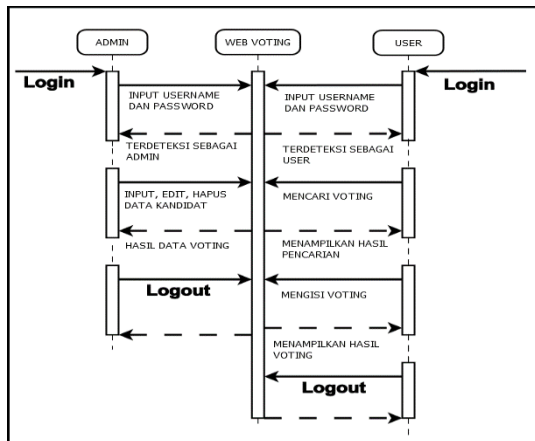 ADMIN
WEB VOTING
USER
Login
Login
INPUT USERNAME
DAN PASSWORD
INPUT USERNAME
DAN PASSWORD
TERDETEKSI SEBAGAI
ADMIN
TERDETEKSI SEBAGAI
USER
INPUT, EDIT, HAPUS
DATA KANDIDAT
MENCARI VOTING
HASIL DATA VOTING
MENAMPILKAN HASIL
PENCARIAN
Logout
MENGISI VOTING
MENAMPILKAN HASIL
VOTING
Logout